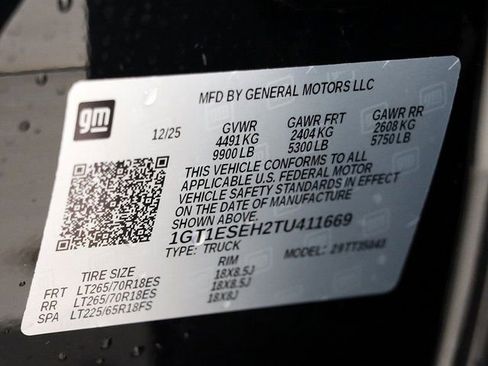 gm
MFD BY GENERAL MOTORS LLC
12/25 GVWR GAWR FRT GAWR RR
4491 KG 2404 KG 2608 KG
9900 LB 5300 LB 5750 LB
THIS VEHICLE CONFORMS TO ALL
APPLICABLE U.S. FEDERAL MOTOR
VEHICLE SAFETY STANDARDS IN EFFECT
ON THE DATE OF MANUFACTURE
SHOWN ABOVE.
1GT1ESEH2TU411669
TYPE: TRUCK MODEL:
TIRE SIZE RIM
FRT LT265/70R18ES 18X8.5J
RR LT265/70R18ES 18X8.5J
SPA LT225/65R18FS 18X8J